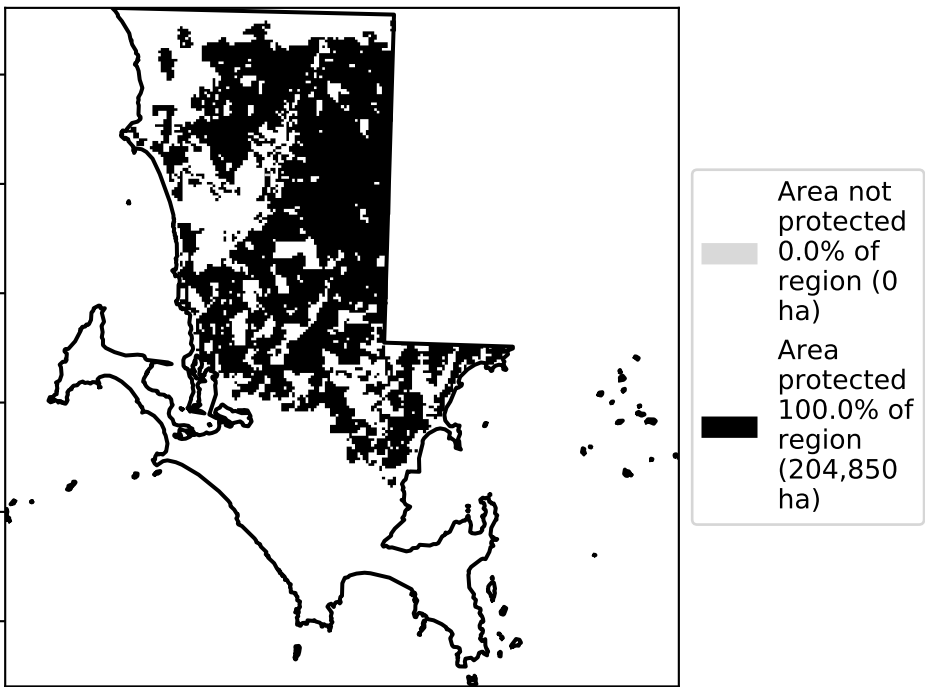 Area not
protected
0.0% of
region (0
ha)
Area
protected
100.0% of
region
(204,850
ha)